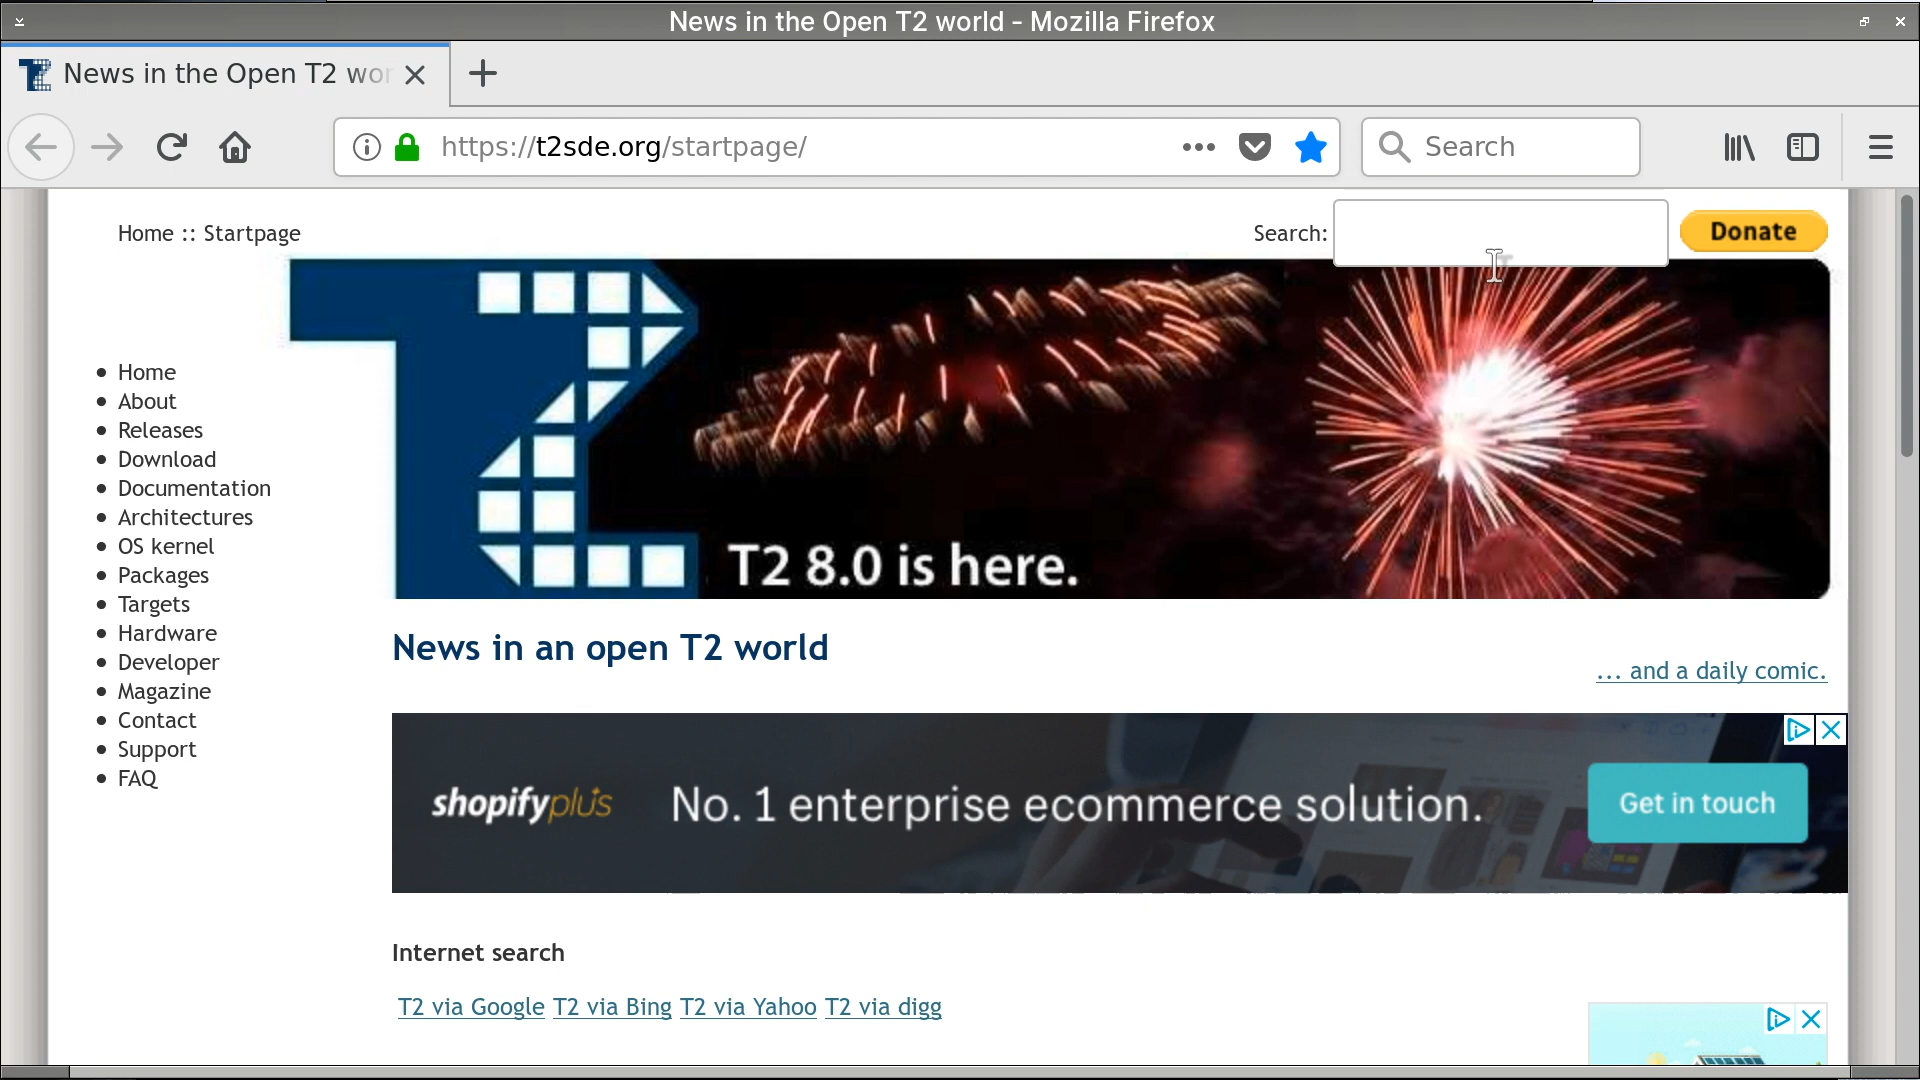 News in the Open T2 world - Mozilla Firefox
News in the Open T2 wor
https://t2sde.org/startpage/
Search
Home :: Startpage
Search:
Donate
Home
About
Releases
Download
Documentation
Architectures
OS kernel
Packages
Targets
Hardware
Developer
Magazine
Contact
Support
FAQ
T2 8.0 is here.
News in an open T2 world
... and a daily comic.
shopifyplus
No. 1 enterprise ecommerce solution.
Get in touch
Internet search
T2 via Google T2 via Bing T2 via Yahoo T2 via digg